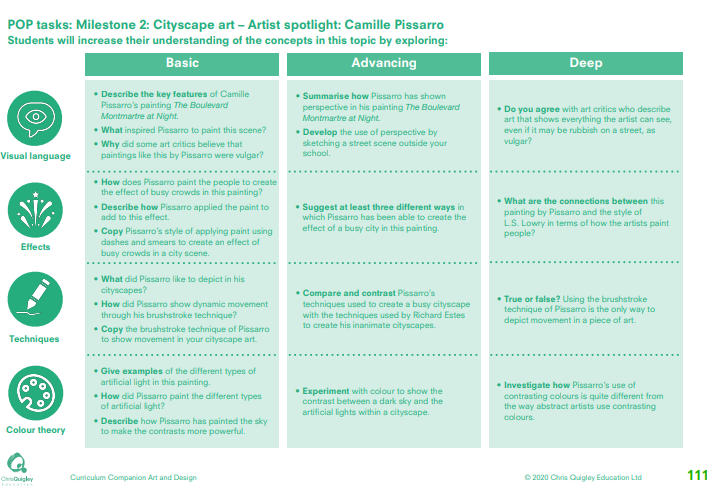 POP tasks: Milestone 2: Cityscape art – Artist spotlight: Camille Pissarro
Students will increase their understanding of the concepts in this topic by exploring:
Basic
Advancing
Deep
Visual language
• Describe the key features of Camille
Pissarro's painting The Boulevard
Montmartre at Night.
• What inspired Pissarro to paint this scene?
• Why did some art critics believe that
paintings like this by Pissarro were vulgar?
• Summarise how Pissarro has shown
perspective in his painting The Boulevard
Montmartre at Night.
• Develop the use of perspective by
sketching a street scene outside your
school.
• Do you agree with art critics who describe
art that shows everything the artist can see,
even if it may be rubbish on a street, as
vulgar?
Effects
• How does Pissarro paint the people to create
the effect of busy crowds in this painting?
• Describe how Pissarro applied the paint to
add to this effect.
• Copy Pissarro's style of applying paint using
dashes and smears to create an effect of
busy crowds in a city scene.
• Suggest at least three different ways in
which Pissarro has been able to create the
effect of a busy city in this painting.
• What are the connections between this
painting by Pissarro and the style of
L.S. Lowry in terms of how the artists paint
people?
Techniques
• What did Pissarro like to depict in his
cityscapes?
• How did Pissarro show dynamic movement
through his brushstroke technique?
• Copy the brushstroke technique of Pissarro
to show movement in your cityscape art.
• Compare and contrast Pissarro's
techniques used to create a busy cityscape
with the techniques used by Richard Estes
to create his inanimate cityscapes.
• True or false? Using the brushstroke
technique of Pissarro is the only way to
depict movement in a piece of art.
Colour theory
• Give examples of the different types of
artificial light in this painting.
• How did Pissarro paint the different types
of artificial light?
• Describe how Pissarro has painted the sky
to make the contrasts more powerful.
• Experiment with colour to show the
contrast between a dark sky and the
artificial lights within a cityscape.
• Investigate how Pissarro's use of
contrasting colours is quite different from
the way abstract artists use contrasting
colours.
ChrisQuigley
EDUCATION
Curriculum Companion Art and Design
© 2020 Chris Quigley Education Ltd
111